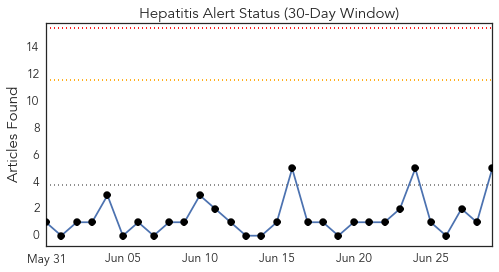 Hepatitis Alert Status (30-Day Window)
Articles Found
14
12
10
8
6
4
2
0
May 31
Jun 05
Jun 10
Jun 15
Jun 20
Jun 25